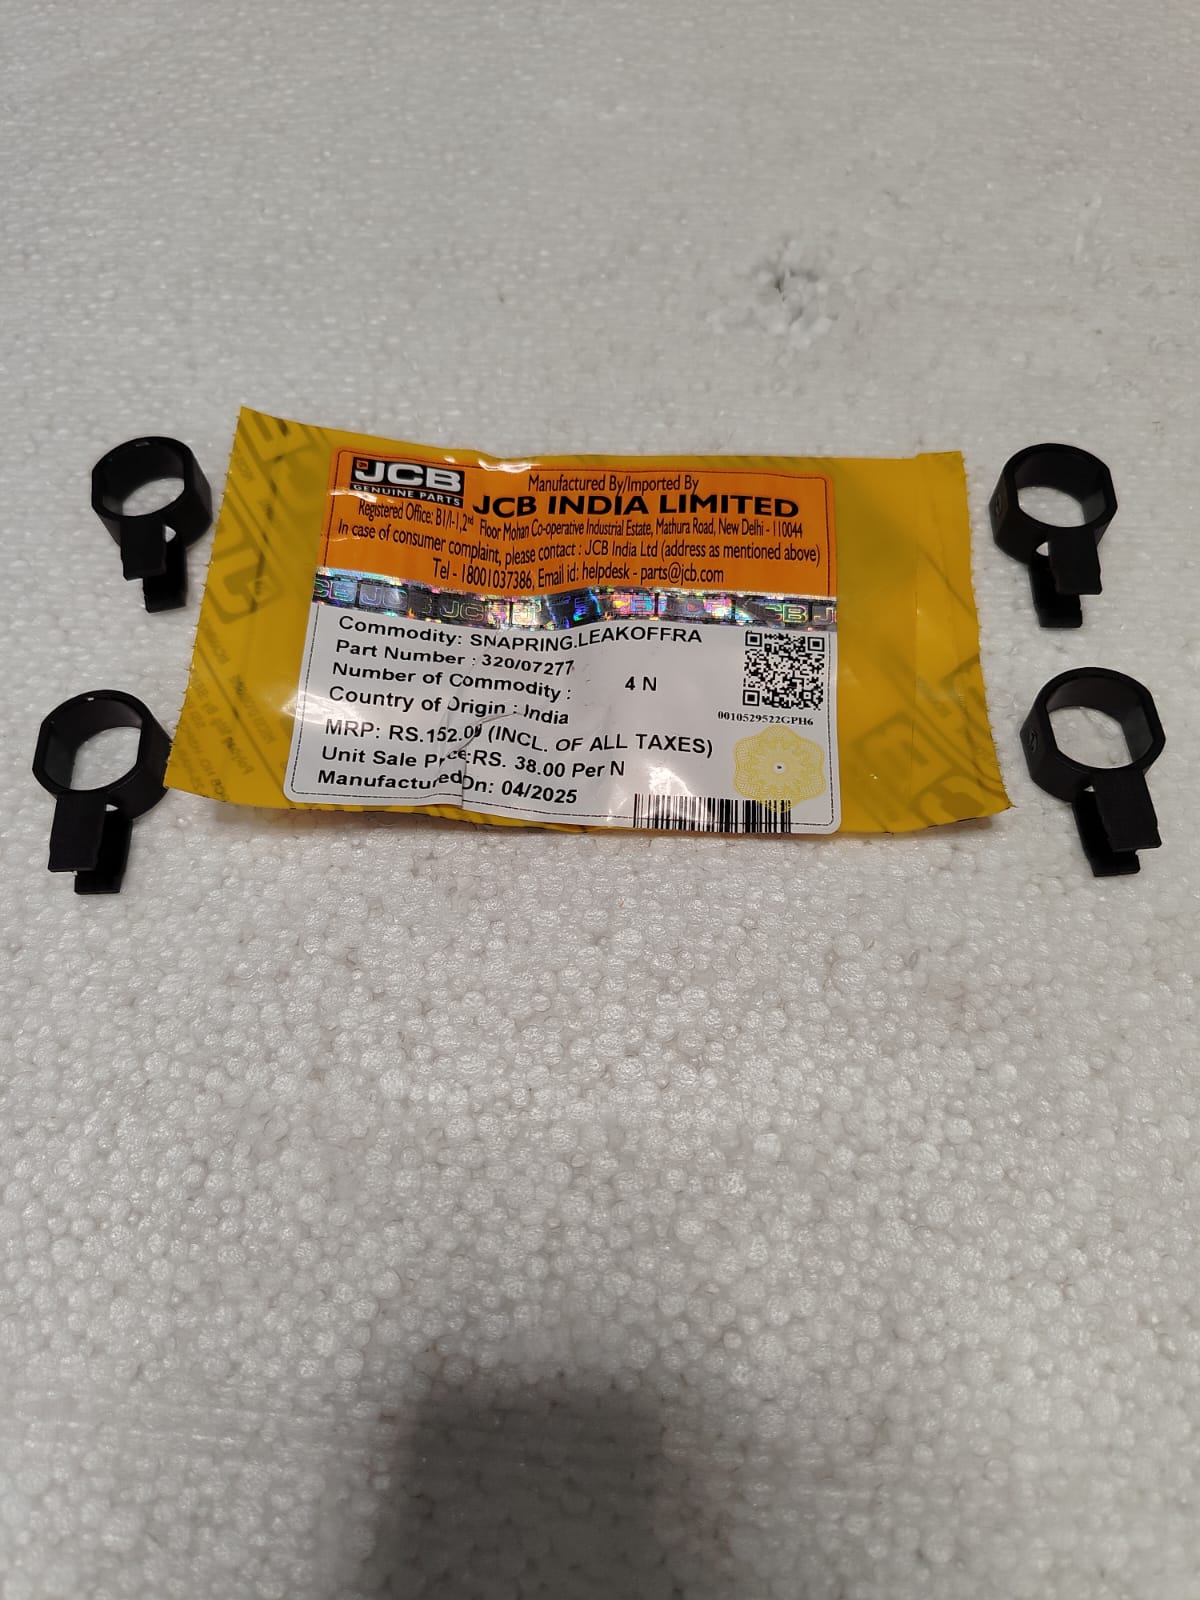 JCB
GENUINE PARTS
Manufactured By/Imported By
JCB INDIA LIMITED
Registered Office: B1/I-1,2nd Floor Mohan Co-operative Industrial Estate, Mathura Road, New Delhi - 110044
In case of consumer complaint, please contact : JCB India Ltd (address as mentioned above)
Tel - 18001037386, Email id: helpdesk - parts@jcb.com
Commodity: SNAPRING.LEAKOFFRA
Part Number : 320/07277
Number of Commodity : 4 N
Country of Origin : India
MRP: RS.152.00 (INCL. OF ALL TAXES)
Unit Sale Price:RS. 38.00 Per N
Manufactured On: 04/2025
0010529522GPH6